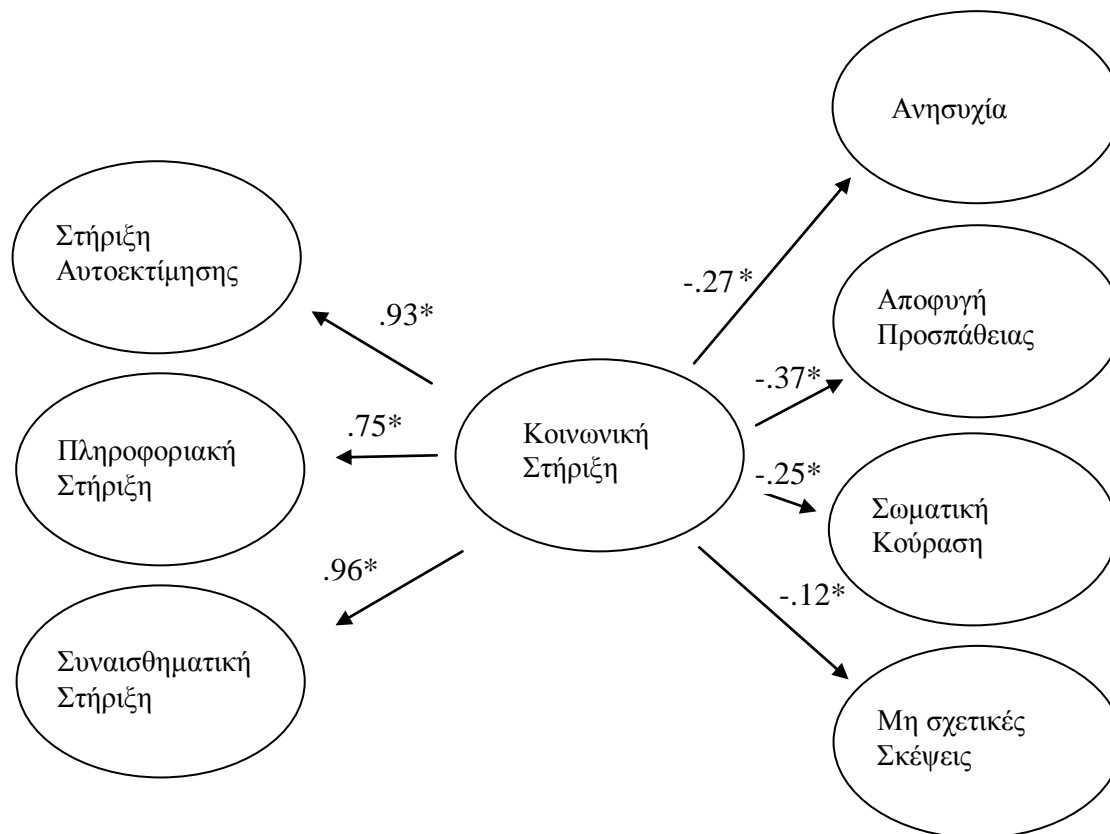 Ανησυχία
Στήριξη
Αυτοεκτίμησης
-.27*
Αποφυγή
Προσπάθειας
.93*
-.37*
.75*
Κοινωνική
Στήριξη
Πληροφοριακή
Στήριξη
-.25*
Σωματική
Κούραση
.96*
-.12*
Συναισθηματική
Στήριξη
Μη σχετικές
Σκέψεις